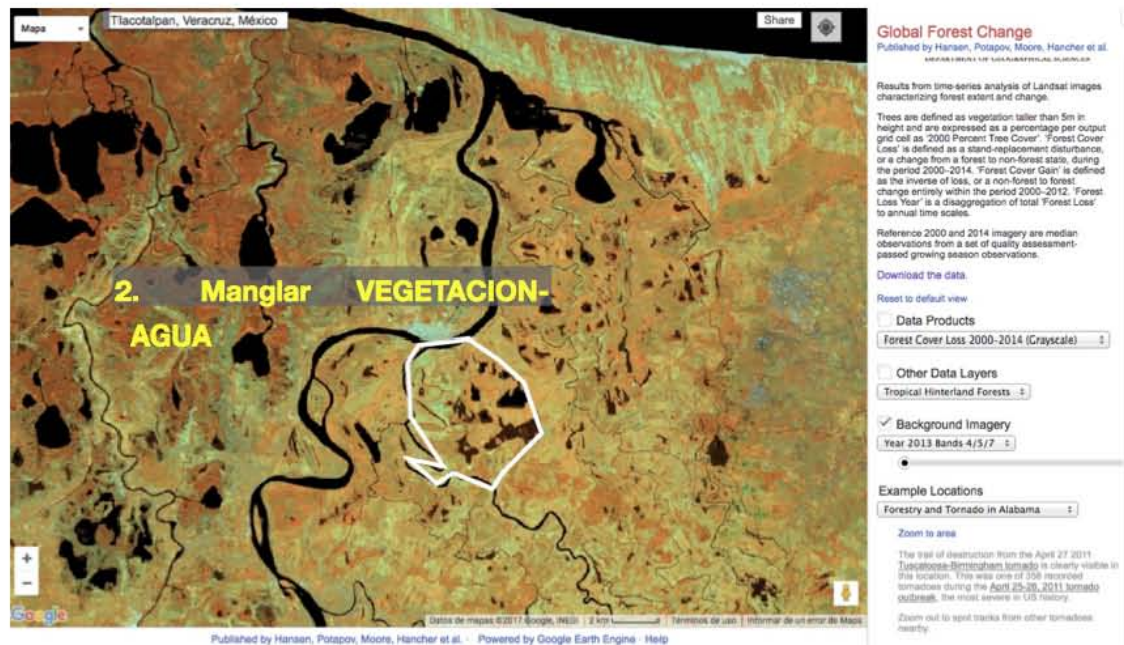 Mapa
Tlacotalpan, Veracruz, México
Share
2. Manglar VEGETACION-
AGUA
+
−
Google
Datos de mapas ©2017 Google, INEGI
2 km
Términos de uso
Informar de un error de Maps
Published by Hansen, Potapov, Moore, Hancher et al. · Powered by Google Earth Engine · Help
Global Forest Change
Published by Hansen, Potapov, Moore, Hancher et al.
DEPARTMENT OF GEOGRAPHICAL SCIENCES
Results from time-series analysis of Landsat images
characterizing forest extent and change.
Trees are defined as vegetation taller than 5m in
height and are expressed as a percentage per output
grid cell as '2000 Percent Tree Cover'. 'Forest Cover
Loss' is defined as a stand-replacement disturbance,
or a change from a forest to non-forest state, during
the period 2000–2014. 'Forest Cover Gain' is defined
as the inverse of loss, or a non-forest to forest
change entirely within the period 2000–2012. 'Forest
Loss Year' is a disaggregation of total 'Forest Loss'
to annual time scales.
Reference 2000 and 2014 imagery are median
observations from a set of quality assessment-
passed growing season observations.
Download the data.
Reset to default view
Data Products
Forest Cover Loss 2000–2014 (Grayscale)
Other Data Layers
Tropical Hinterland Forests
Background Imagery
Year 2013 Bands 4/5/7
Example Locations
Forestry and Tornado in Alabama
Zoom to area
The trail of destruction from the April 27 2011
Tuscaloosa-Birmingham tornado is clearly visible in
this location. This was one of 358 recorded
tornadoes during the April 25-28, 2011 tornado
outbreak, the most severe in US history.
Zoom out to spot tracks from other tornadoes
nearby.